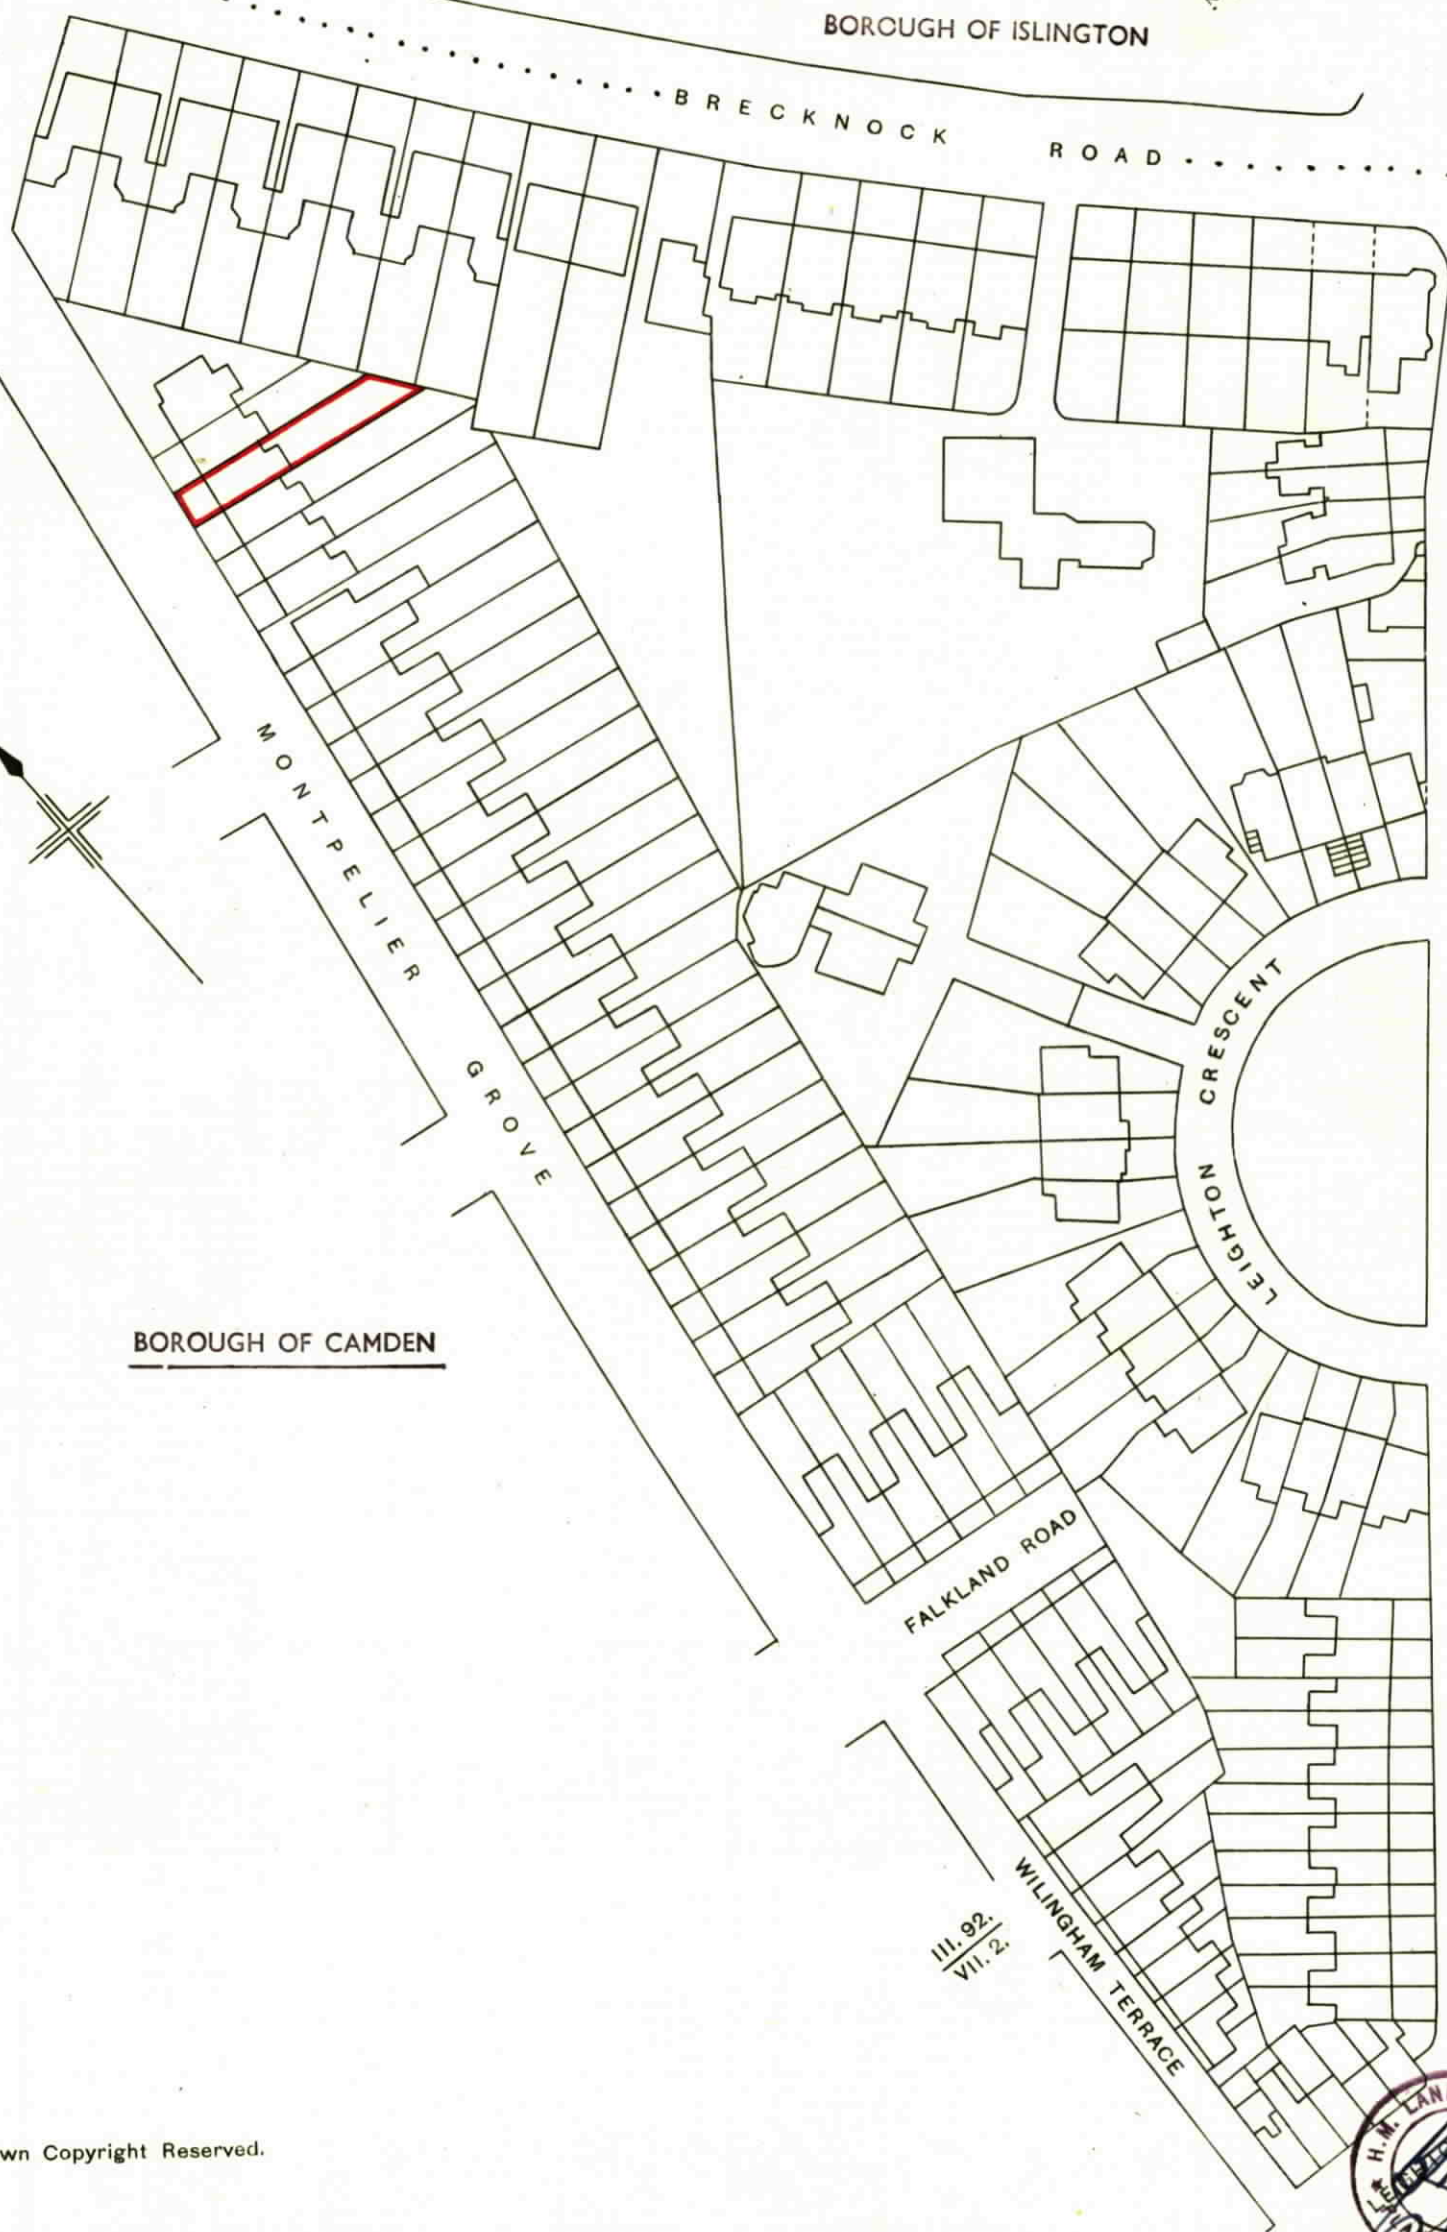 BOROUGH OF ISLINGTON
BRECKNOCK ROAD
MONTPELIER GROVE
LEIGHTON CRESCENT
BOROUGH OF CAMDEN
FALKLAND ROAD
WILINGHAM TERRACE
III. 92.
VII. 2.
wn Copyright Reserved.
H.M. LAN